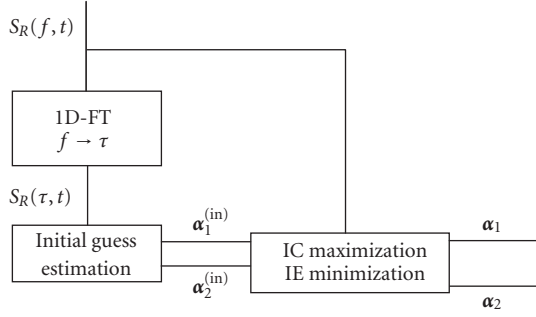 S_R(f, t)
1D-FT
f → τ
S_R(τ, t)
Initial guess
estimation
α_1^(in)
α_2^(in)
IC maximization
IE minimization
α_1
α_2